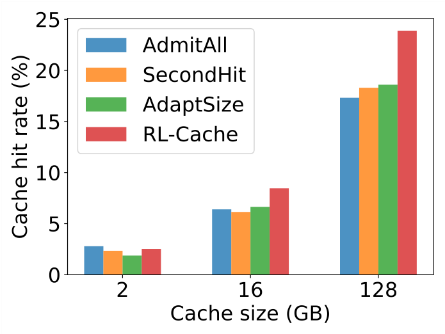 25
20
15
10
5
0
Cache hit rate (%)
AdmitAll
SecondHit
AdaptSize
RL-Cache
2
16
128
Cache size (GB)